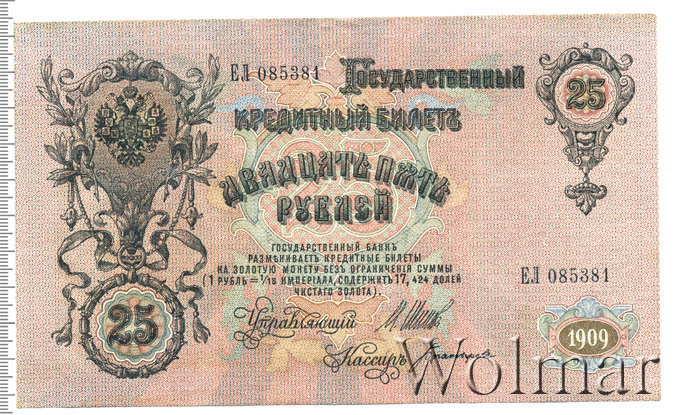 ЕЛ 085381
Государственный
Кредитный Билетъ
25
Двадцать пять
рублей
Государственный банкъ
размѣниваетъ кредитные билеты
на золотую монету безъ ограниченія суммы
(1 рубль = 1/15 имперіала, содержитъ 17,424 долей
чистаго золота).
ЕЛ 085381
25
Управляющій
Кассиръ
1909
Wolmar